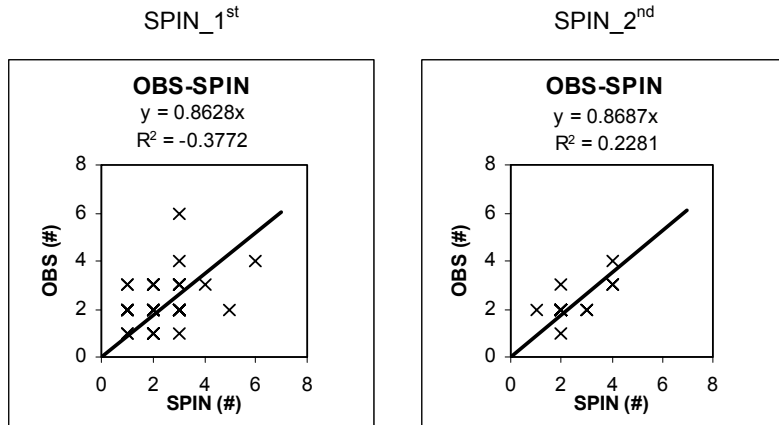 SPIN_1st
OBS-SPIN
y = 0.8628x
R² = -0.3772
8
6
4
2
0
OBS (#)
0 2 4 6 8
SPIN (#)
SPIN_2nd
OBS-SPIN
y = 0.8687x
R² = 0.2281
8
6
4
2
0
OBS (#)
0 2 4 6 8
SPIN (#)